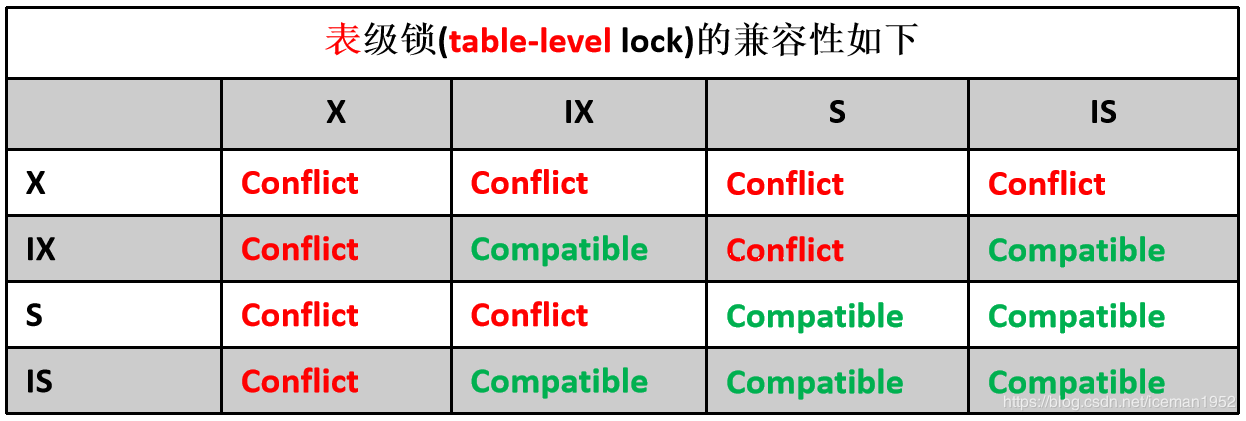 表级锁(table-level lock)的兼容性如下
X IX S IS
X Conflict Conflict Conflict Conflict
IX Conflict Compatible Conflict Compatible
S Conflict Conflict Compatible Compatible
IS Conflict Compatible Compatible Compatible
https://blog.csdn.net/iceman1952